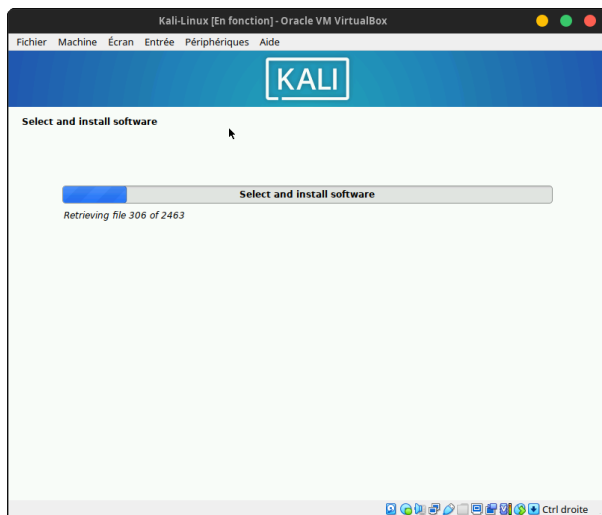 Kali-Linux [En fonction] - Oracle VM VirtualBox
Fichier Machine Écran Entrée Périphériques Aide
KALI
Select and install software
Select and install software
Retrieving file 306 of 2463
Ctrl droite